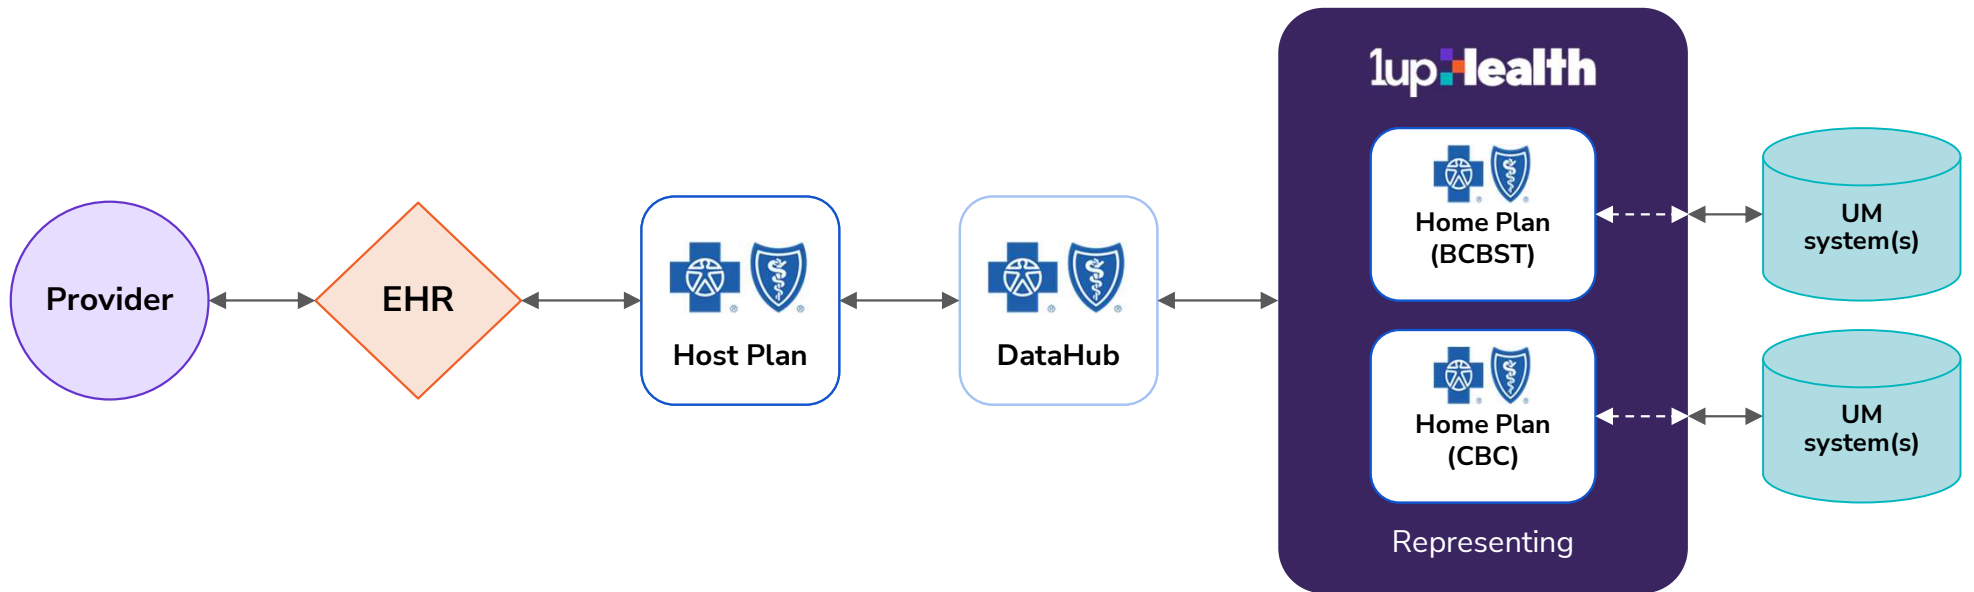 Provider
EHR
Host Plan
DataHub
1upHealth
Home Plan
(BCBST)
Home Plan
(CBC)
Representing
UM
system(s)
UM
system(s)